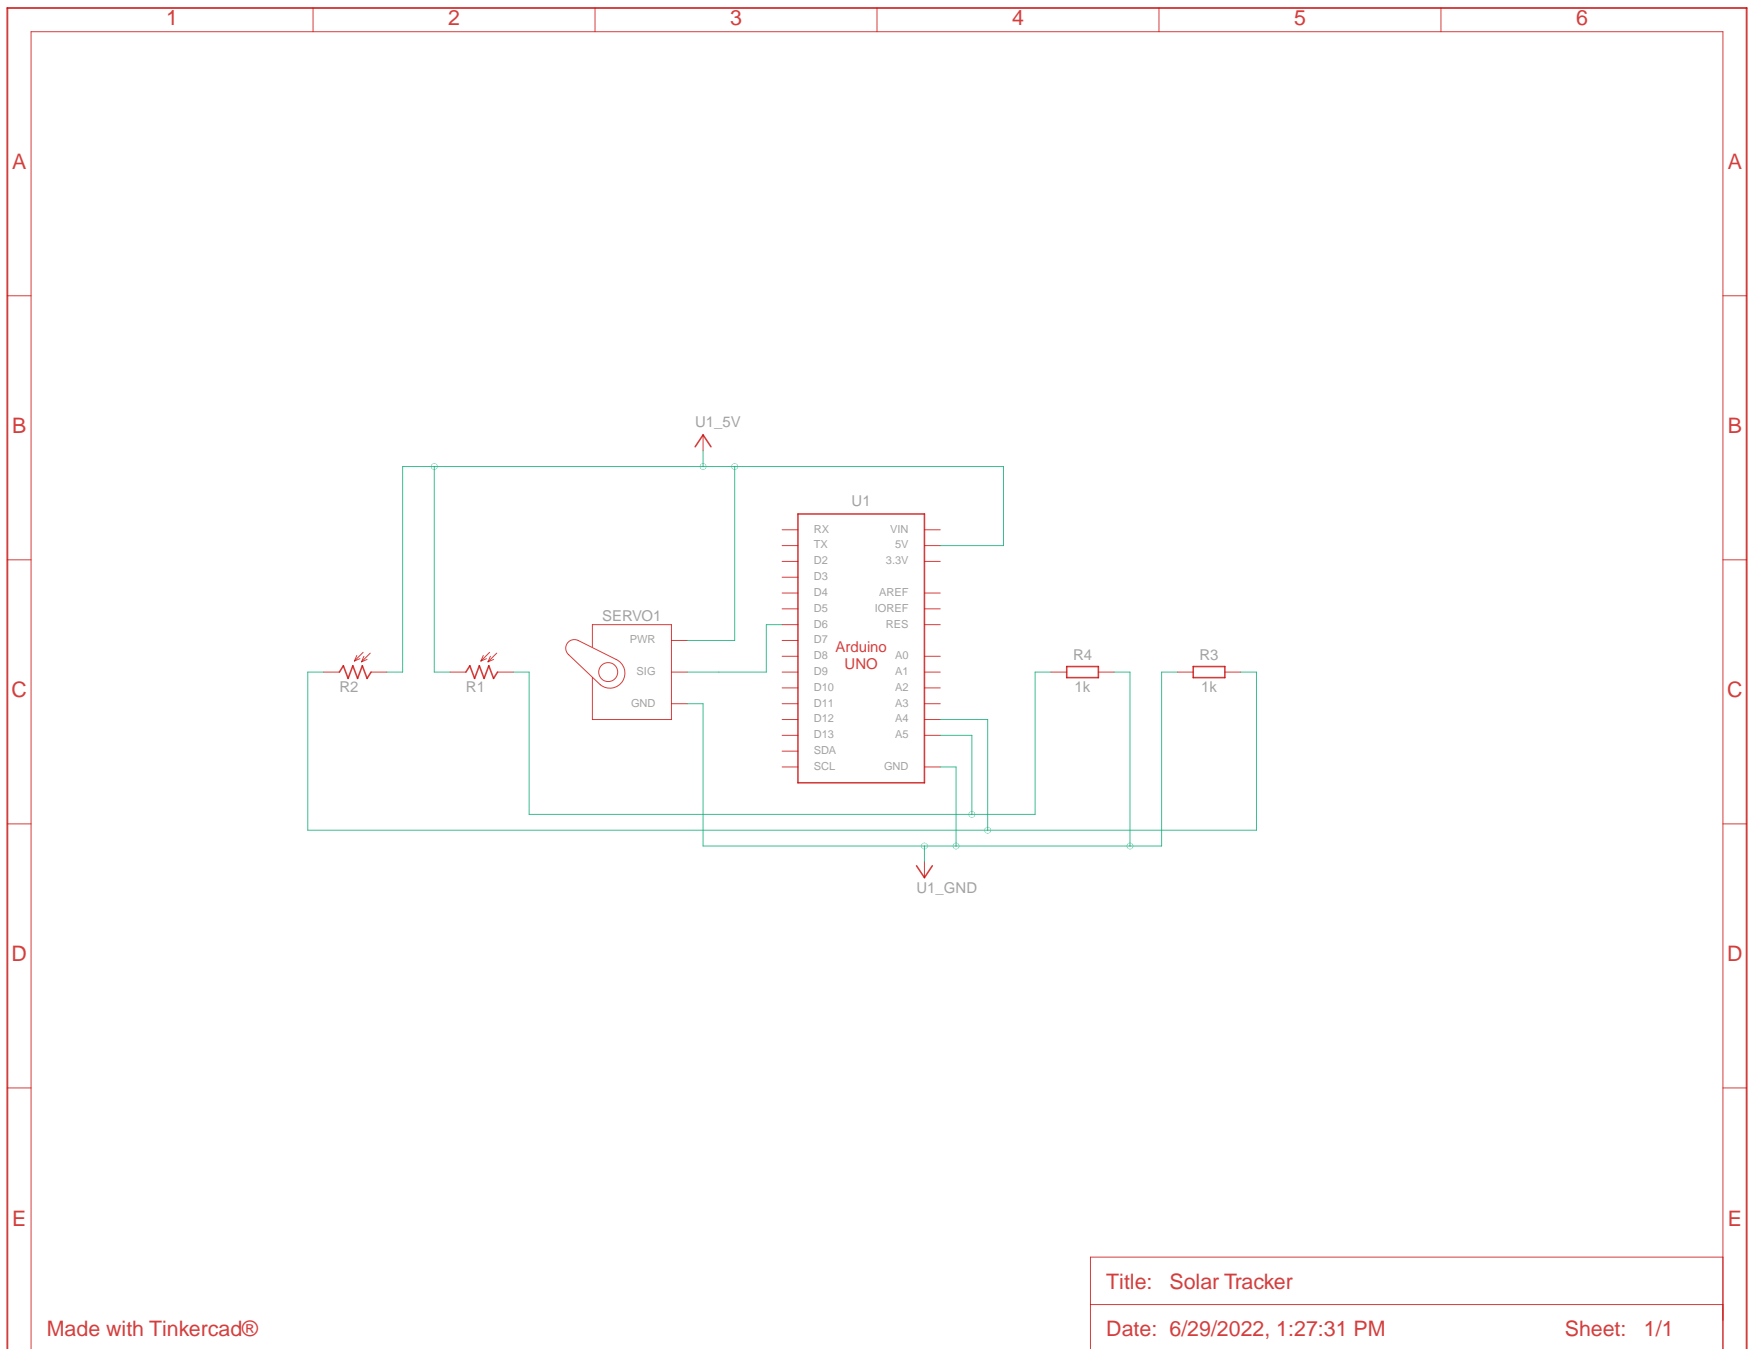 1 2 3 4 5 6
A A
B B
U1_5V
U1
RX VIN
TX 5V
D2 3.3V
D3
D4 AREF
D5 IOREF
D6 RES
D7
D8 A0
D9 A1
D10 A2
D11 A3
D12 A4
D13 A5
SDA
SCL GND
Arduino
UNO
SERVO1
PWR
SIG
GND
R2
R1
R4
1k
R3
1k
C C
U1_GND
D D
E E
Title: Solar Tracker
Made with Tinkercad®
Date: 6/29/2022, 1:27:31 PM Sheet: 1/1